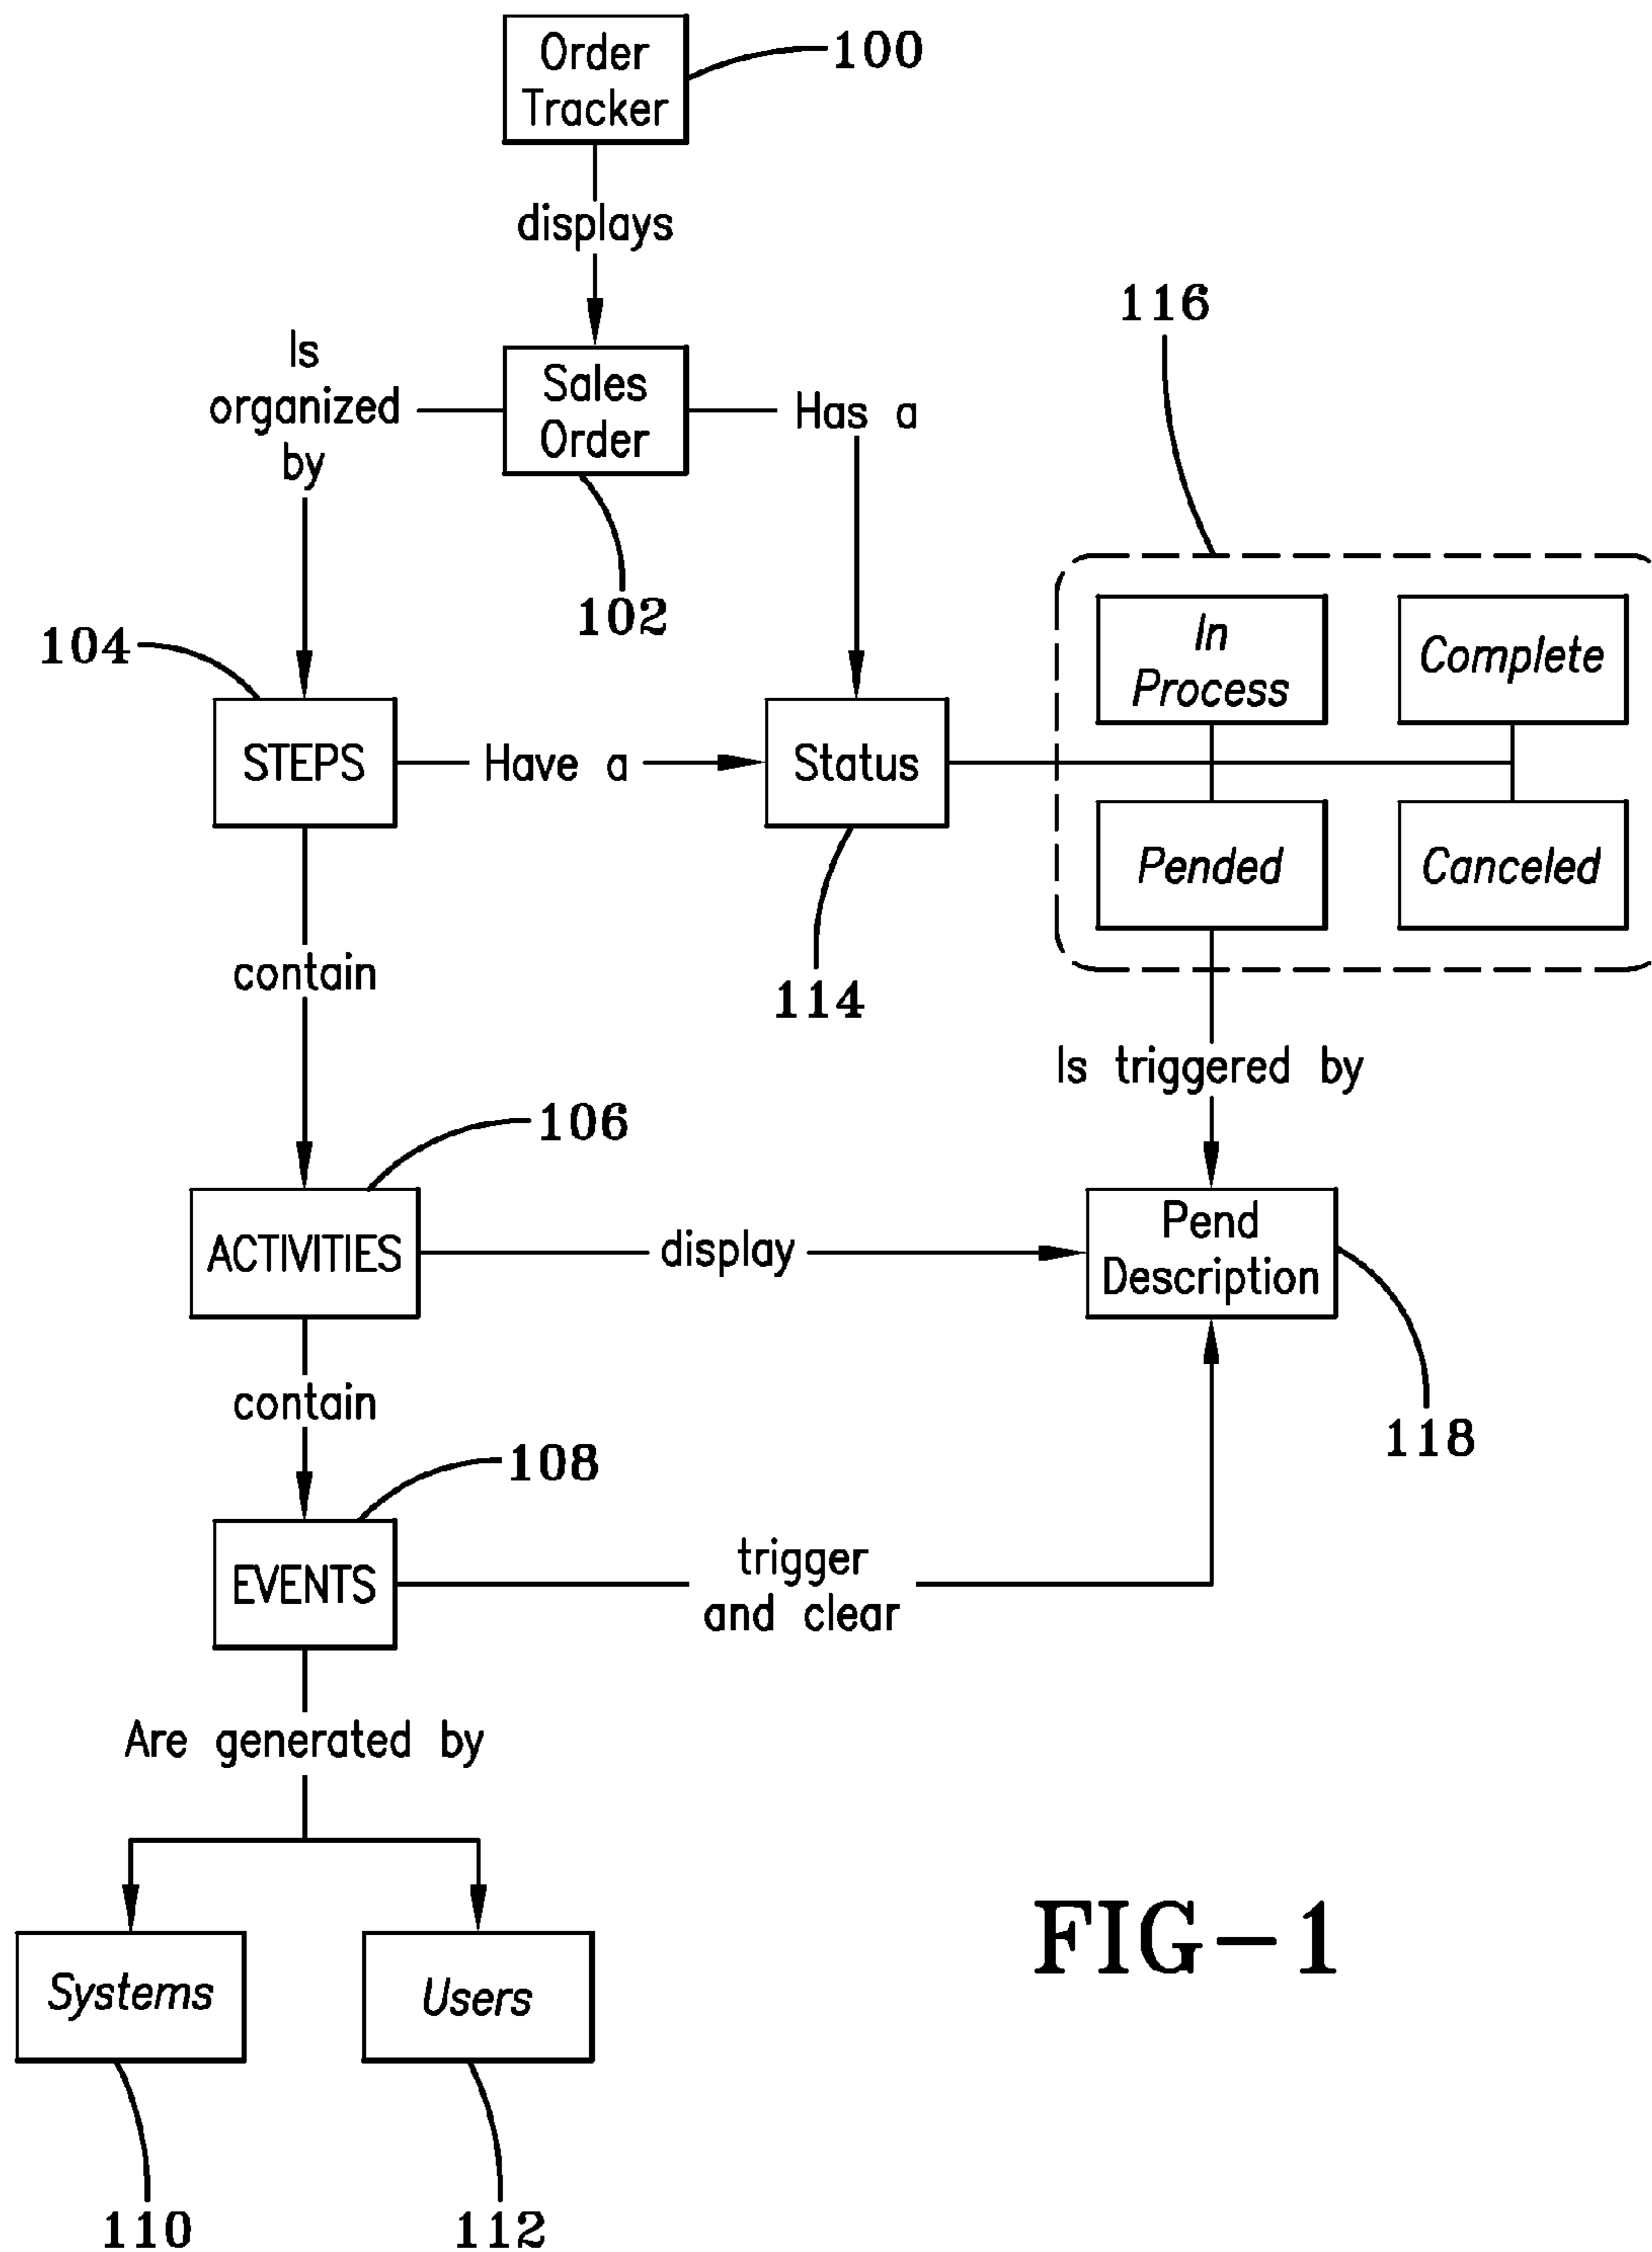 Order
Tracker
100
displays
116
Is
organized
by
Sales
Order
Has a
102
104
In
Process
Complete
STEPS
Have a
Status
Pended
Canceled
contain
114
Is triggered by
106
ACTIVITIES
display
Pend
Description
contain
118
108
EVENTS
trigger
and clear
Are generated by
Systems
Users
FIG-1
110
112